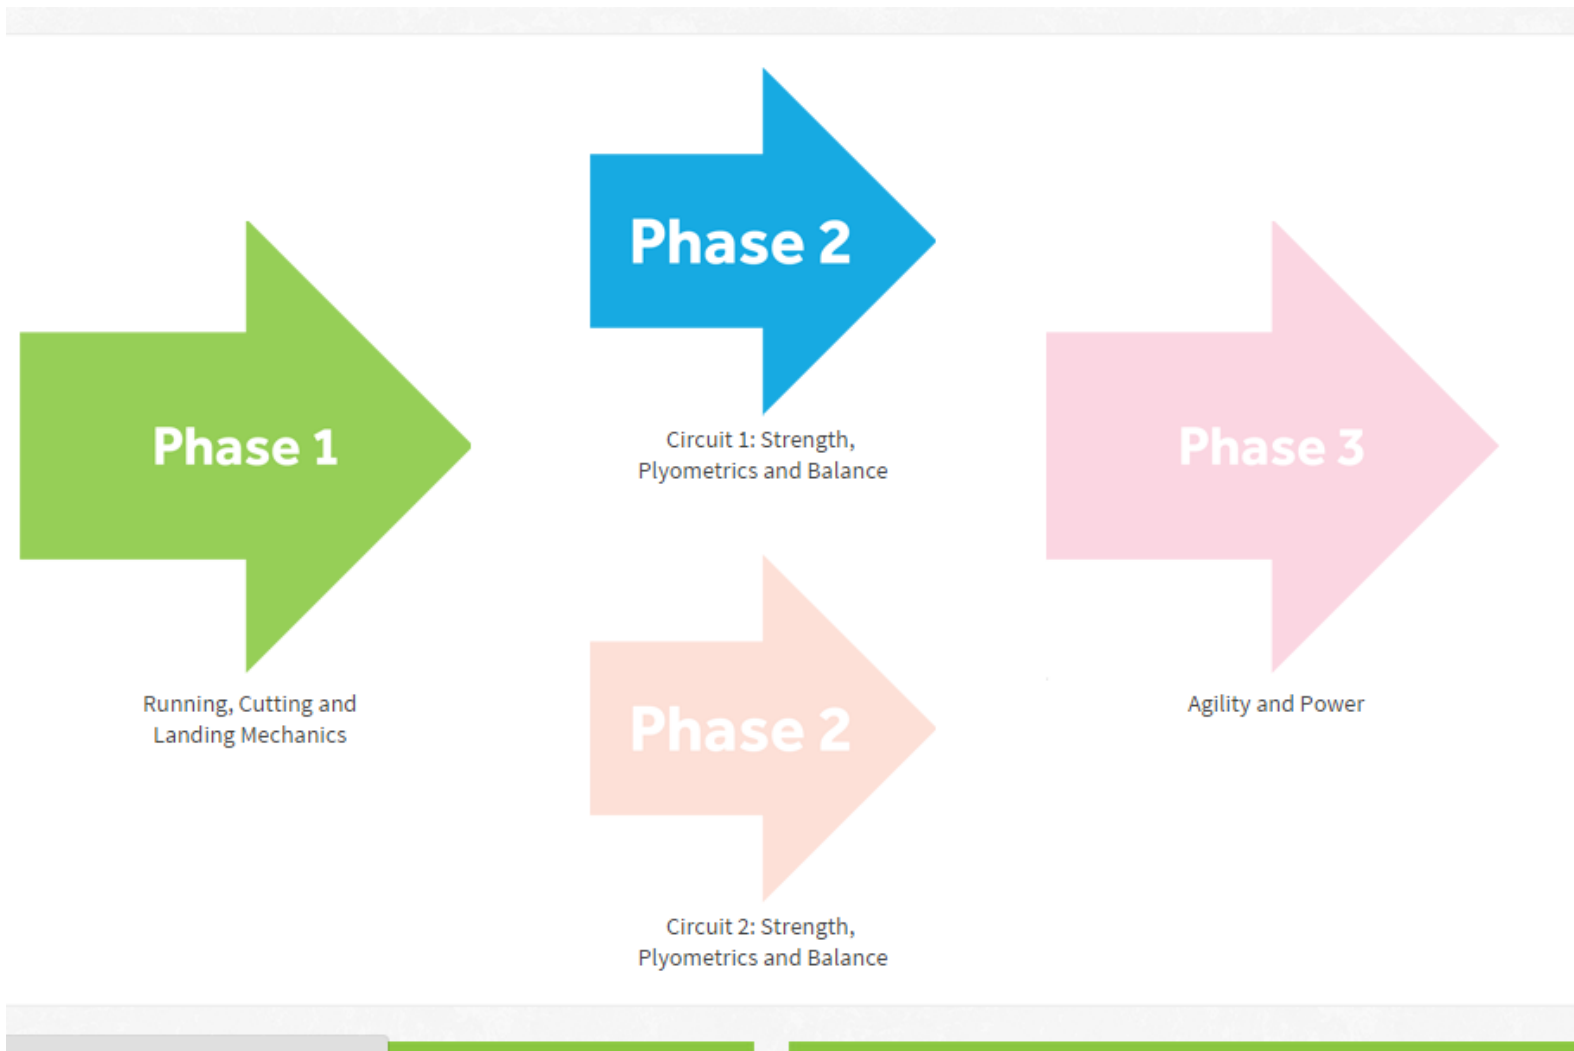 Phase 1
Running, Cutting and
Landing Mechanics
Phase 2
Circuit 1: Strength,
Plyometrics and Balance
Phase 2
Circuit 2: Strength,
Plyometrics and Balance
Phase 3
Agility and Power